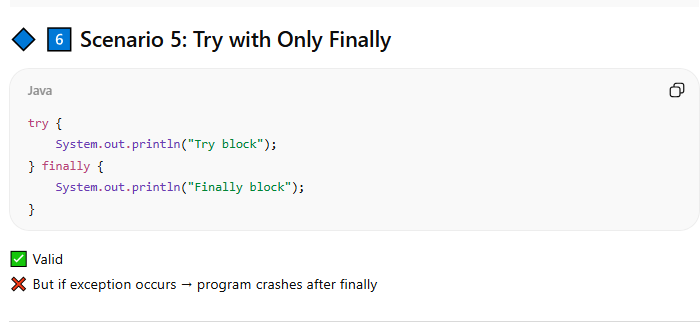 🔷 6️⃣ Scenario 5: Try with Only Finally
Java
try {
    System.out.println("Try block");
} finally {
    System.out.println("Finally block");
}
✅ Valid
❌ But if exception occurs → program crashes after finally